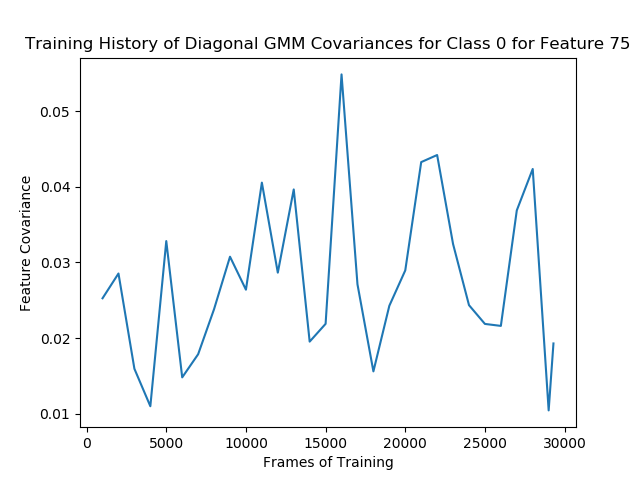 Training History of Diagonal GMM Covariances for Class 0 for Feature 75
0.05
0.04
0.03
0.02
0.01
Feature Covariance
0 5000 10000 15000 20000 25000 30000
Frames of Training